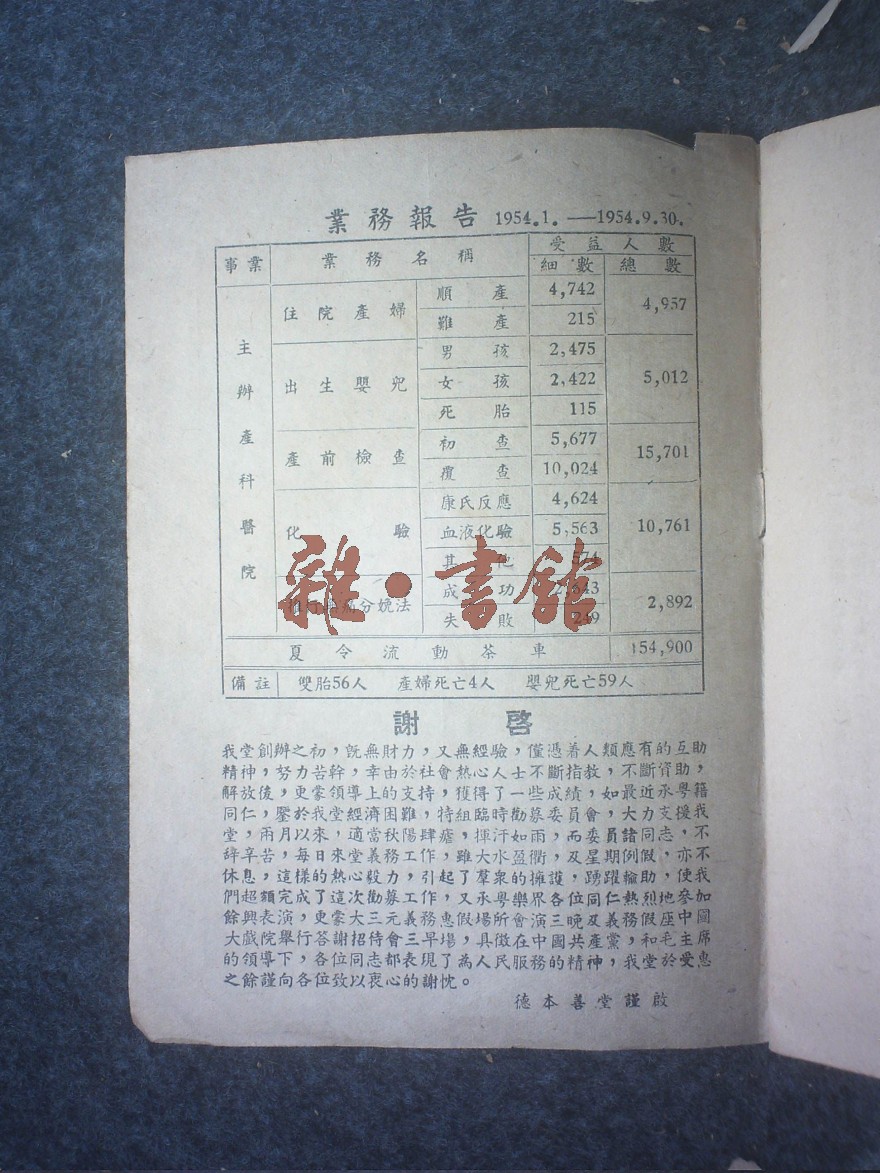 業務報告 1954.1.—1954.9.30.
事業 業務名稱 受益人數
細數 總數
主辦產科醫院
住院產婦 順產 4,742 4,957
難產 215
出生嬰兒 男孩 2,475 5,012
女孩 2,422
死胎 115
產前檢查 初查 5,677 15,701
覆查 10,024
化驗 康氏反應 4,624 10,761
血液化驗 5,563
其他 574
雜·書館
推行無痛分娩法 成功 2,643 2,892
失敗 249
夏令流動茶車 154,900
備註 雙胎56人 產婦死亡4人 嬰兒死亡59人
謝啓
我堂創辦之初，旣無財力，又無經驗，僅憑着人類應有的互助
精神，努力苦幹，幸由於社會熱心人士不斷指教，不斷資助，
解放後，更蒙領導上的支持，獲得了一些成績，如最近承粵籍
同仁，鑒於我堂經濟困難，特組臨時勸募委員會，大力支援我
堂，兩月以來，適當秋陽肆虐，揮汗如雨，而委員諸同志，不
辞辛苦，每日來堂義務工作，雖大水盈衢，及星期例假，亦不
休息，這樣的熱心毅力，引起了羣衆的擁護，踴躍輸助，使我
們超額完成了這次勸募工作，又承粵樂界各位同仁熱烈地參加
餘興表演，更蒙大三元義務惠假場所會演三晚及義務假座中國
大戲院舉行答謝招待會三早場，具徵在中國共產黨，和毛主席
的領導下，各位同志都表現了為人民服務的精神，我堂於受惠
之餘謹向各位致以衷心的謝忱。
德本善堂謹啟